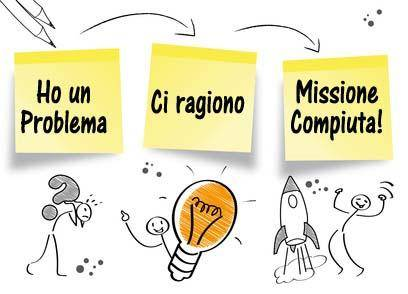 Ho un
Problema
Ci ragiono
Missione
Compiuta!